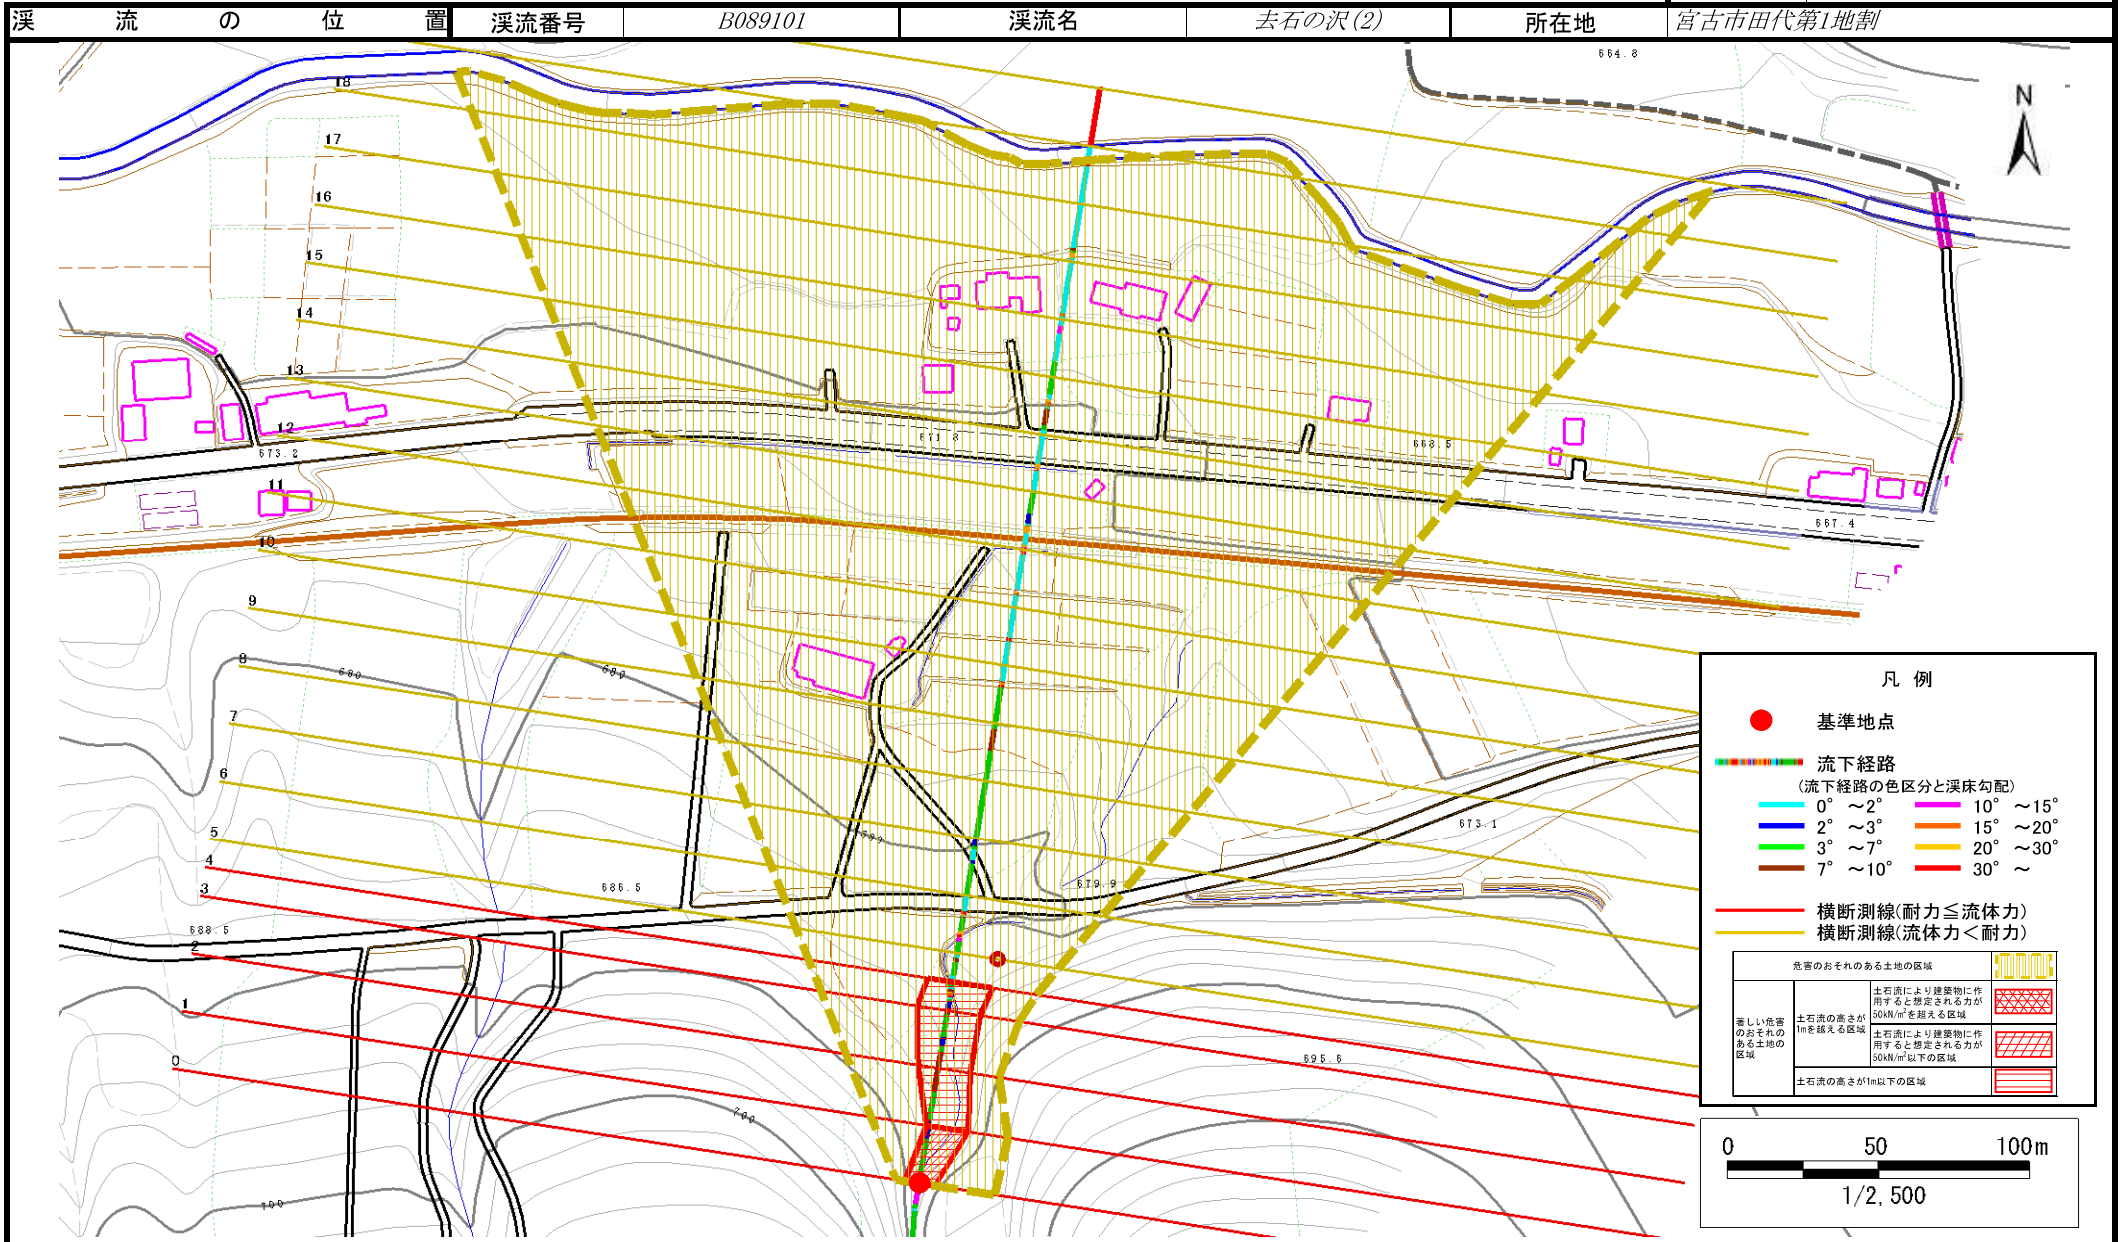 渓流の位置 渓流番号 B089101 渓流名 去石の沢(2) 所在地 宮古市田代第1地割
664.8
N
18
17
16
15
14
13
12
671.8
668.5
673.2
11
667.4
10
9
8
680
680
7
6
5
673.1
690
4
679.9
3
686.5
688.5
2
1
0
695.6
700
700
凡 例
基準地点
流下経路
(流下経路の色区分と渓床勾配)
0° ～2° 10° ～15°
2° ～3° 15° ～20°
3° ～7° 20° ～30°
7° ～10° 30° ～
横断測線(耐力≦流体力)
横断測線(流体力＜耐力)
危害のおそれのある土地の区域
著しい危害
のおそれの
ある土地の
区域
土石流の高さが
1mを越える区域
土石流により建築物に作
用すると想定される力が
50kN/m²を超える区域
土石流により建築物に作
用すると想定される力が
50kN/m²以下の区域
土石流の高さが1m以下の区域
0 50 100m
1/2,500